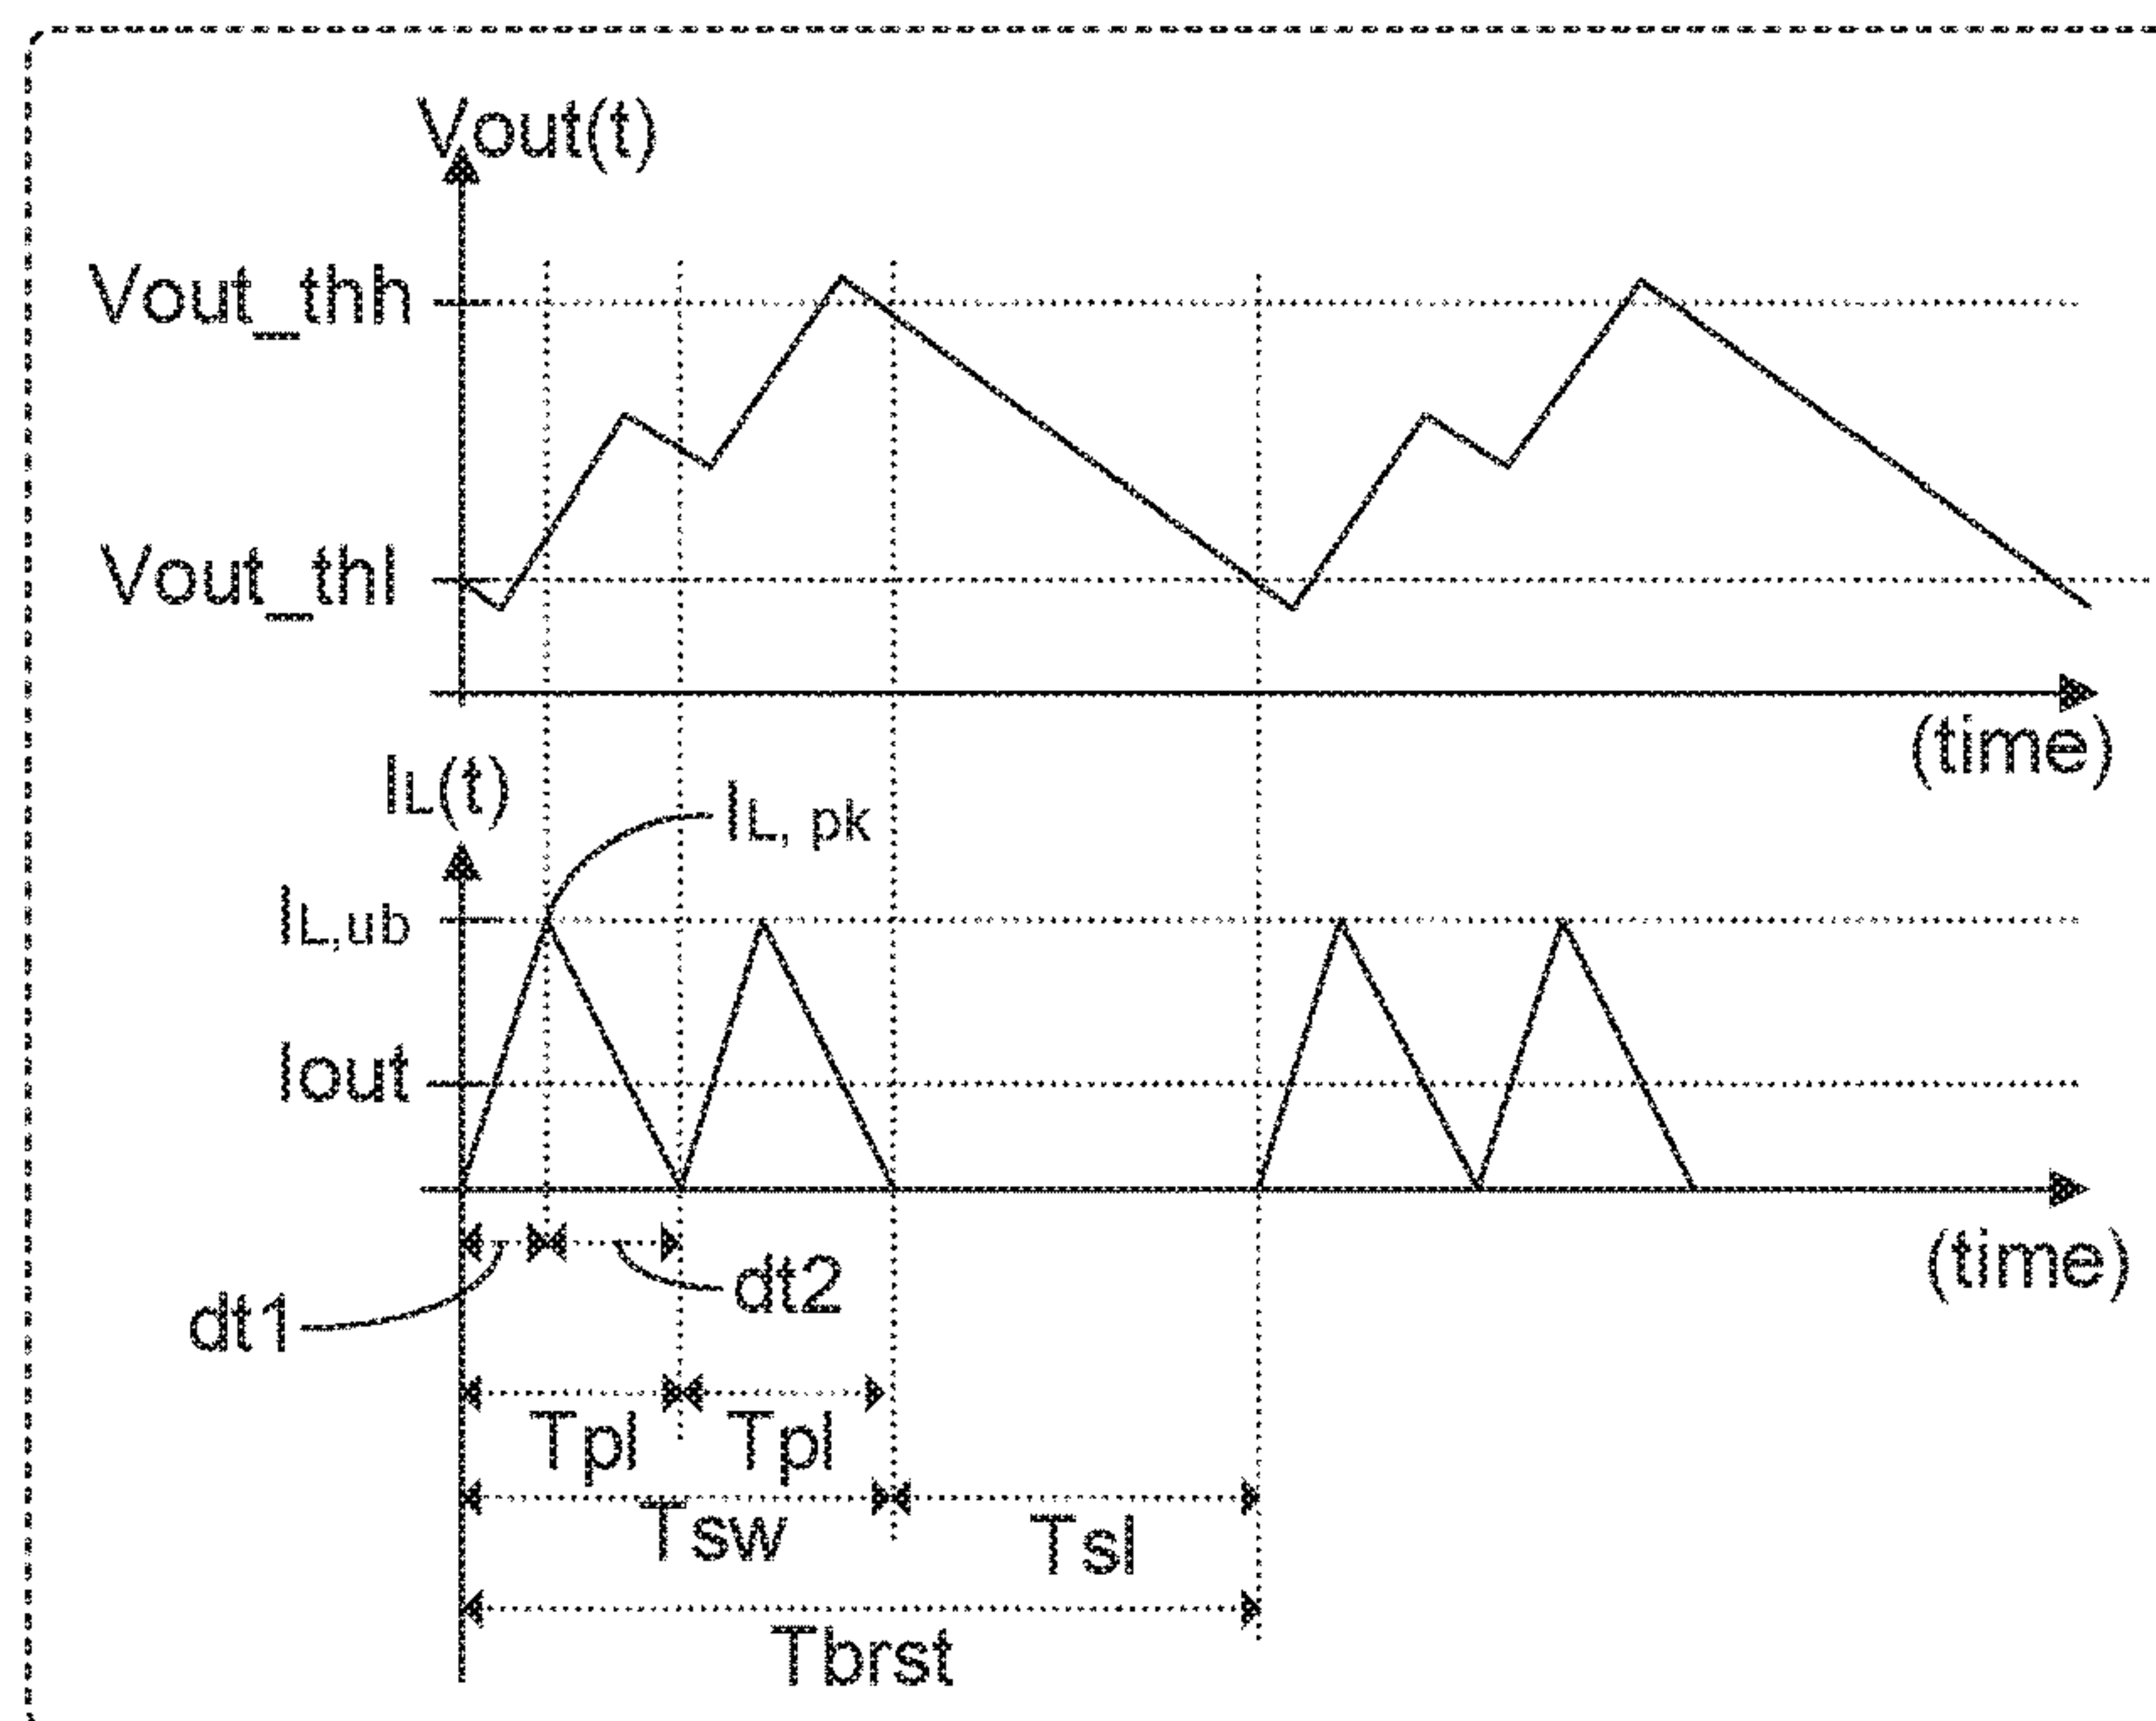 Vout(t)
Vout_thh
Vout_thl
(time)
IL(t)
IL, pk
IL,ub
Iout
(time)
dt1
dt2
Tpl
Tpl
Tsw
Tsl
Tbrst